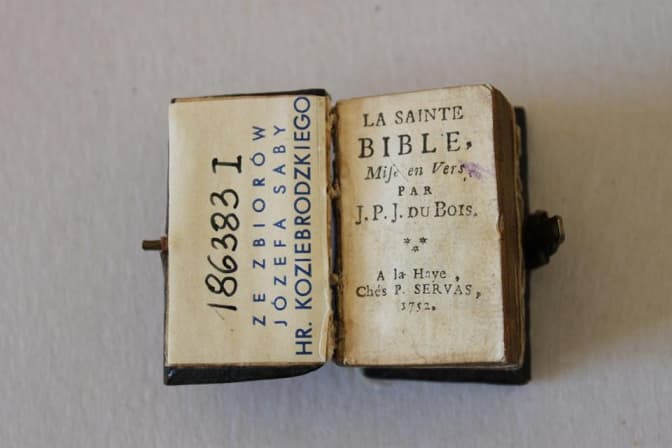 186383 I
ZE ZBIORÓW
JÓZEFA SABY
HR. KOZIEBRODZKIEGO
LA SAINTE
BIBLE,
Miſe en Vers,
PAR
J. P. J. DU BOIS.
A la Haye,
Chés P. SERVAS,
1752.